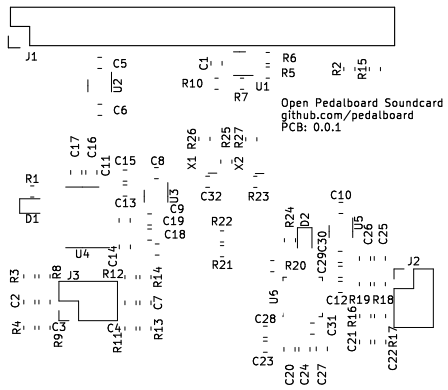 J1
C5
U2
C6
C1
R10
R7
U1
R6
R5
R2
R15
Open Pedalboard Soundcard
github.com/pedalboard
PCB: 0.0.1
R26
R25
R27
X1
X2
C32
R23
C17
C16
C11
C15
C8
R1
D1
C13
U3
C9
C19
C18
U4
C14
R22
R21
C10
R24
D2
C30
U5
C26
C25
R20
C29
J2
R3
R8
J3
R12
R14
C2
C7
R4
C3
R9
C4
R11
R13
U6
C28
C23
C20
C24
C27
C31
C12
R19
R18
R16
C21
R17
C22